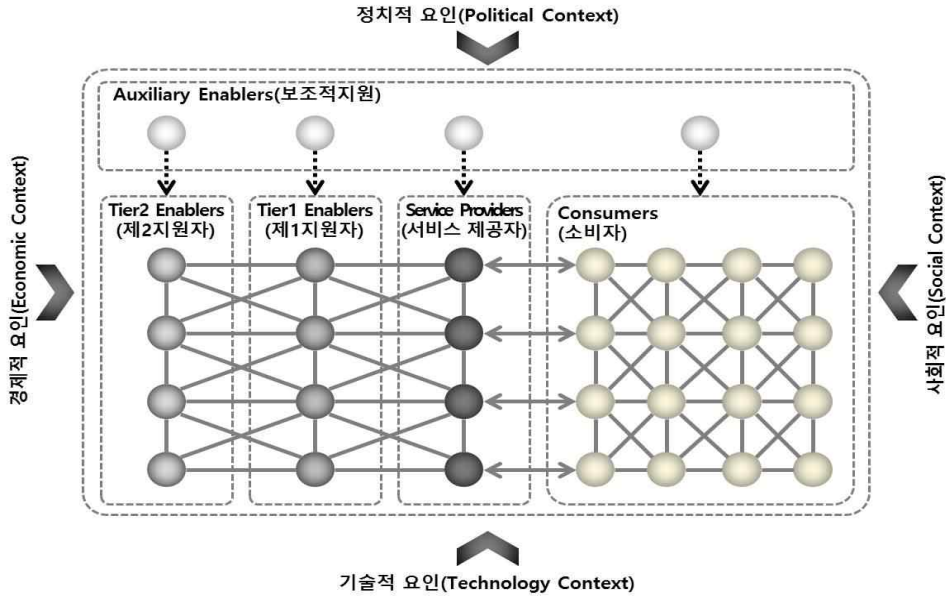 정치적 요인(Political Context)
Auxiliary Enablers(보조적지원)
경제적 요인(Economic Context)
사회적 요인(Social Context)
Tier2 Enablers
(제2지원자)
Tier1 Enablers
(제1지원자)
Service Providers
(서비스 제공자)
Consumers
(소비자)
기술적 요인(Technology Context)